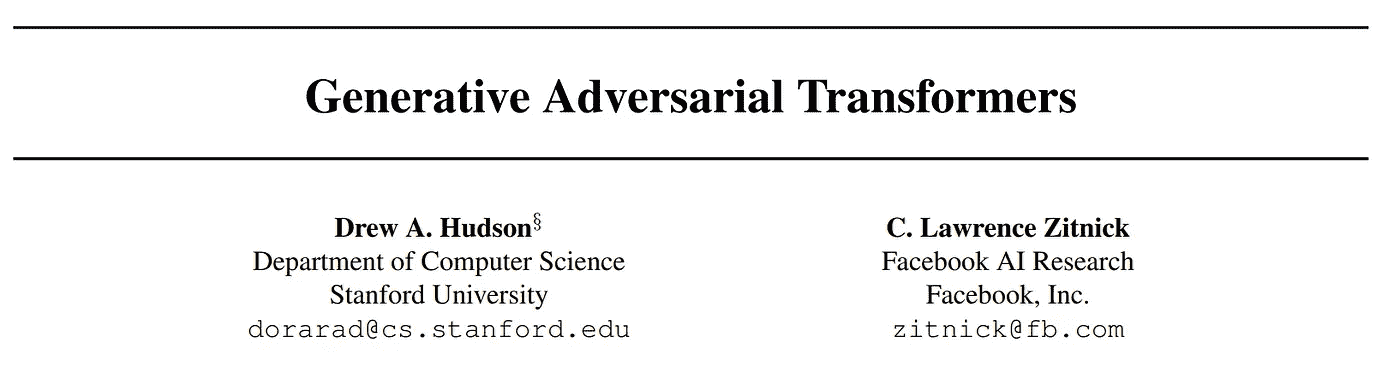 Generative Adversarial Transformers
Drew A. Hudson§
Department of Computer Science
Stanford University
dorarad@cs.stanford.edu
C. Lawrence Zitnick
Facebook AI Research
Facebook, Inc.
zitnick@fb.com